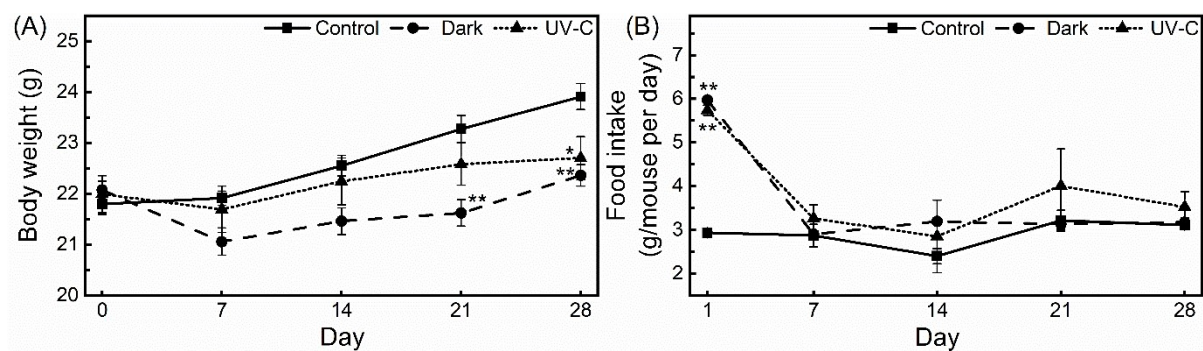 (A)
Control Dark UV-C
Body weight (g)
25
24
23
22
21
20
*
**
**
0 7 14 21 28
Day
(B)
Control Dark UV-C
Food intake
(g/mouse per day)
7
6
5
4
3
2
**
**
1 7 14 21 28
Day